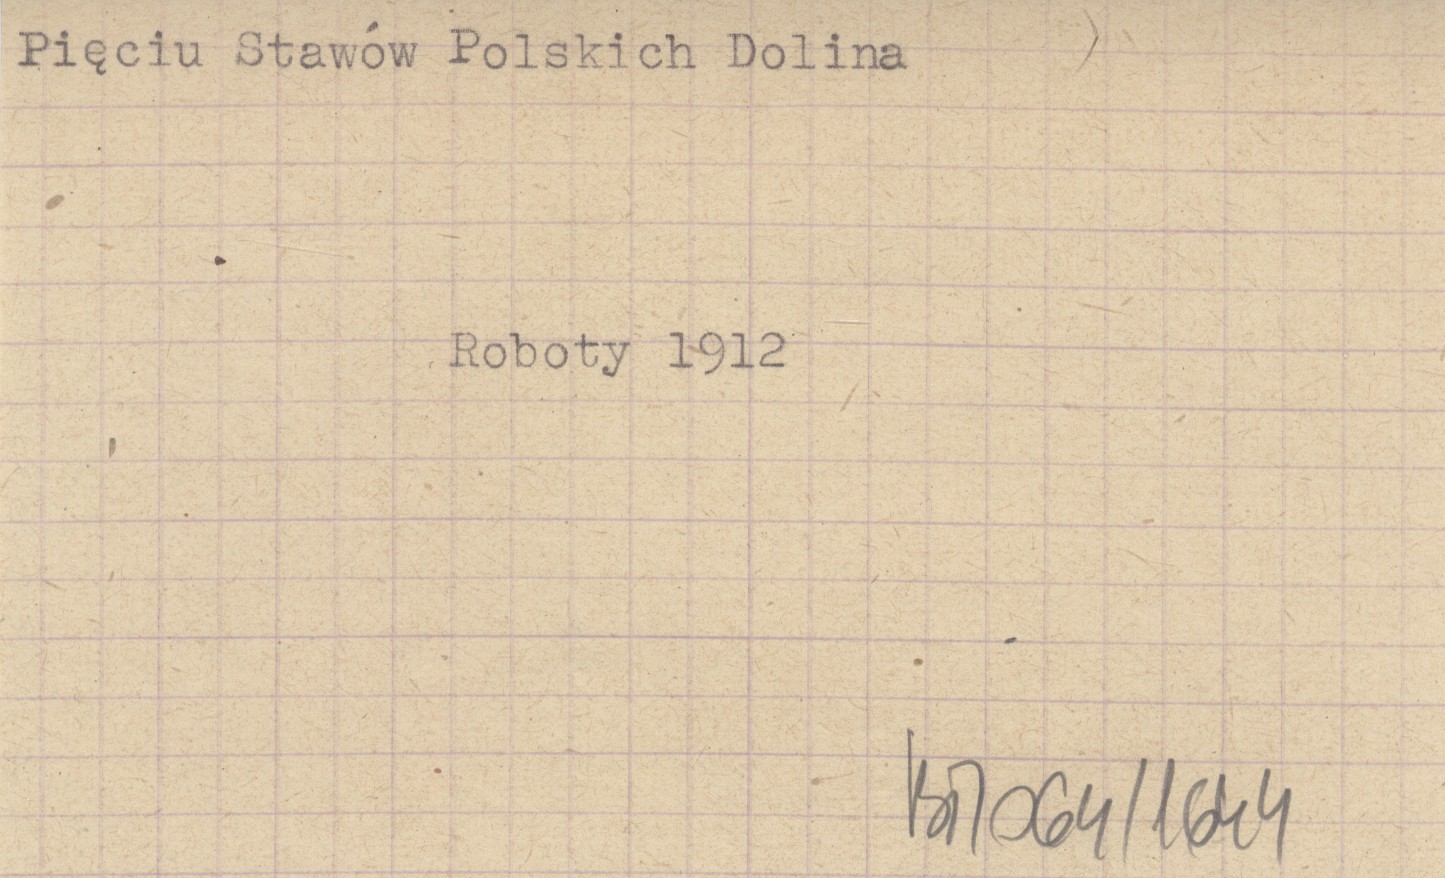 Pięciu Stawów Polskich Dolina
Roboty 1912